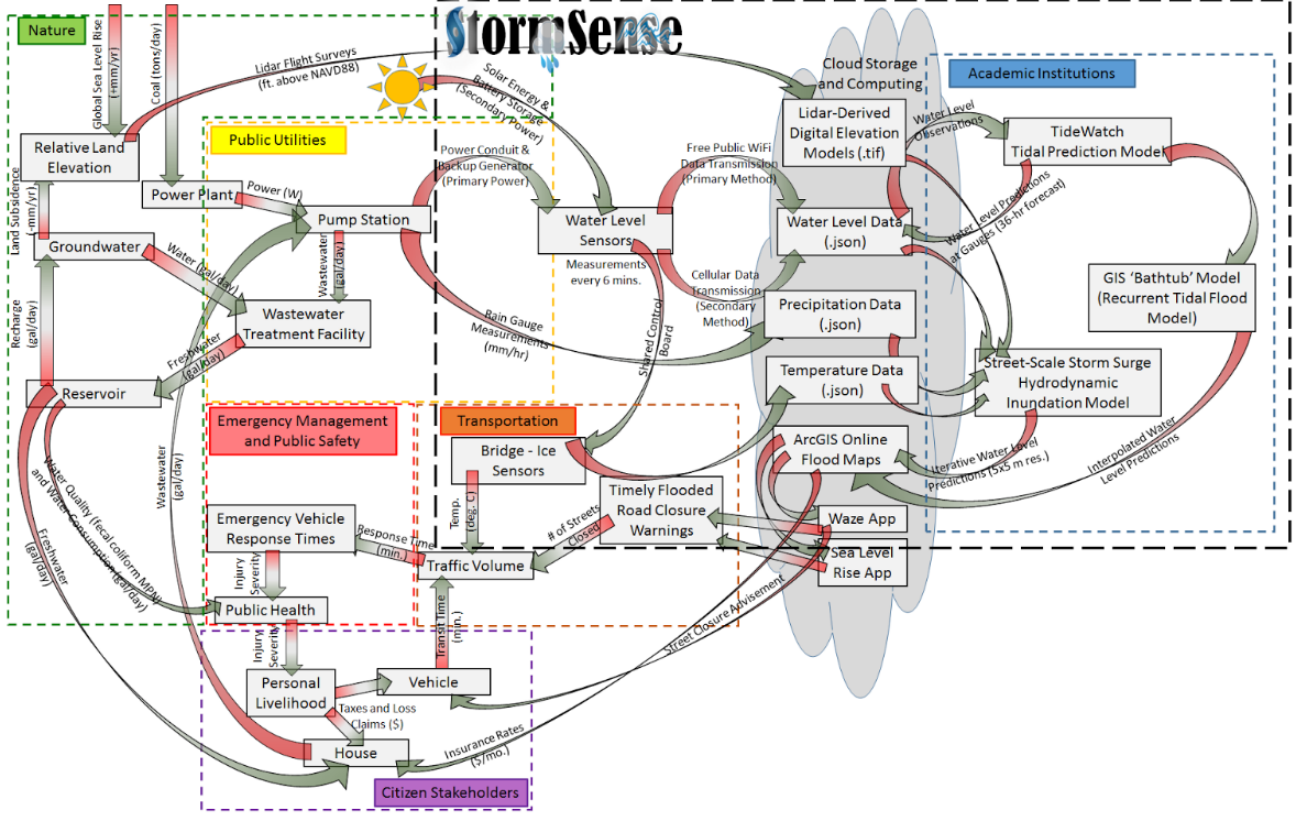 Nature
StormSense
Global Sea Level Rise
(+mm/yr)
Coal (tons/day)
Lidar Flight Surveys
(ft. above NAVD88)
Solar Energy &
Battery Storage
(Secondary Power)
Cloud Storage
and Computing
Academic Institutions
Public Utilities
Relative Land
Elevation
Power Conduit &
Backup Generator
(Primary Power)
Free Public WiFi
Data Transmission
(Primary Method)
Lidar-Derived
Digital Elevation
Models (.tif)
Water Level
Observations
TideWatch
Tidal Prediction Model
Land Subsidence
(-mm/yr)
Power Plant
Power (W)
Pump Station
Water Level
Sensors
Measurements
every 6 mins.
Water Level Data
(.json)
Water Level Predictions
at Gauges (36-hr forecast)
Groundwater
Water (gal/day)
Wastewater
(gal/day)
Cellular Data
Transmission
(Secondary
Method)
GIS ‘Bathtub’ Model
(Recurrent Tidal Flood
Model)
Recharge
(gal/day)
Wastewater
Treatment Facility
Rain Gauge
Measurements
(mm/hr)
Shared Control
Board
Precipitation Data
(.json)
Freshwater
(gal/day)
Reservoir
Temperature Data
(.json)
Street-Scale Storm Surge
Hydrodynamic
Inundation Model
Emergency Management
and Public Safety
Transportation
Bridge - Ice
Sensors
ArcGIS Online
Flood Maps
Iterative Water Level
Predictions (5x5 m res.)
Interpolated Water
Level Predictions
Wastewater
(gal/day)
Water Quality (fecal coliform MPN)
and Water Consumption (gal/day)
Freshwater
(gal/day)
Emergency Vehicle
Response Times
Response Time
(min.)
Temp.
(deg. C)
# of Streets
Closed
Timely Flooded
Road Closure
Warnings
Waze App
Sea Level
Rise App
Traffic Volume
Injury
Severity
Public Health
Transit Time
(min.)
Street Closure Advisement
Injury
Severity
Personal
Livelihood
Vehicle
Taxes and Loss
Claims ($)
House
Insurance Rates
($/mo.)
Citizen Stakeholders